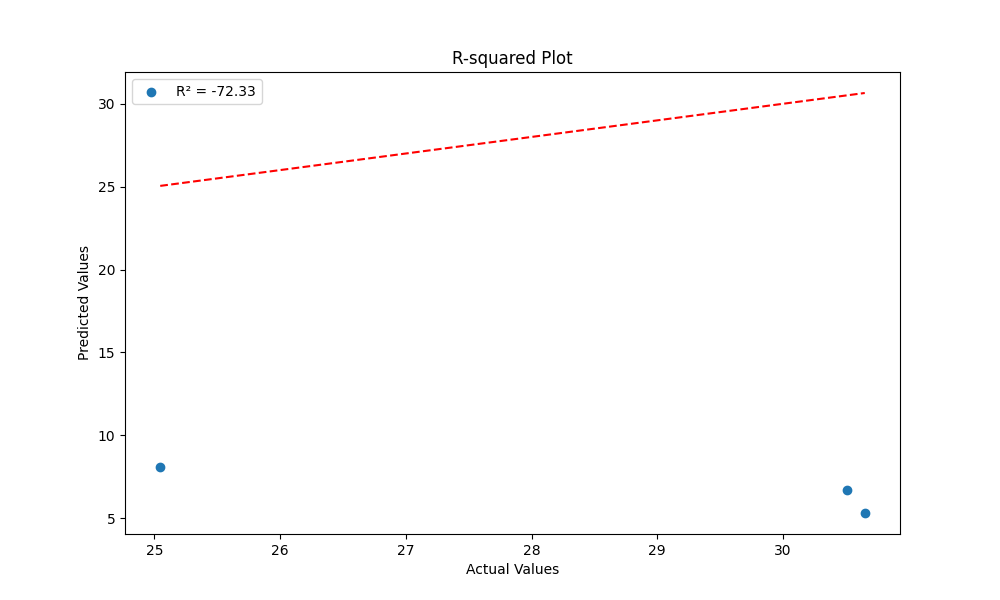 R-squared Plot
R² = -72.33
30
25
20
15
10
5
Predicted Values
25 26 27 28 29 30
Actual Values